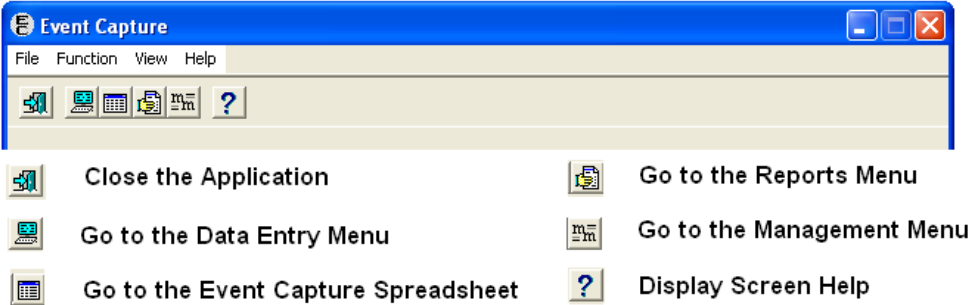 Event Capture
File Function View Help
Close the Application
Go to the Reports Menu
Go to the Data Entry Menu
Go to the Management Menu
Go to the Event Capture Spreadsheet
Display Screen Help